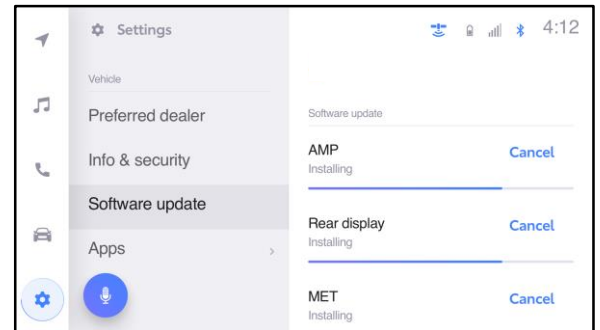 Settings
4:12
Vehicle
Preferred dealer
Info & security
Software update
Apps
Software update
AMP
Cancel
Installing
Rear display
Cancel
Installing
MET
Cancel
Installing